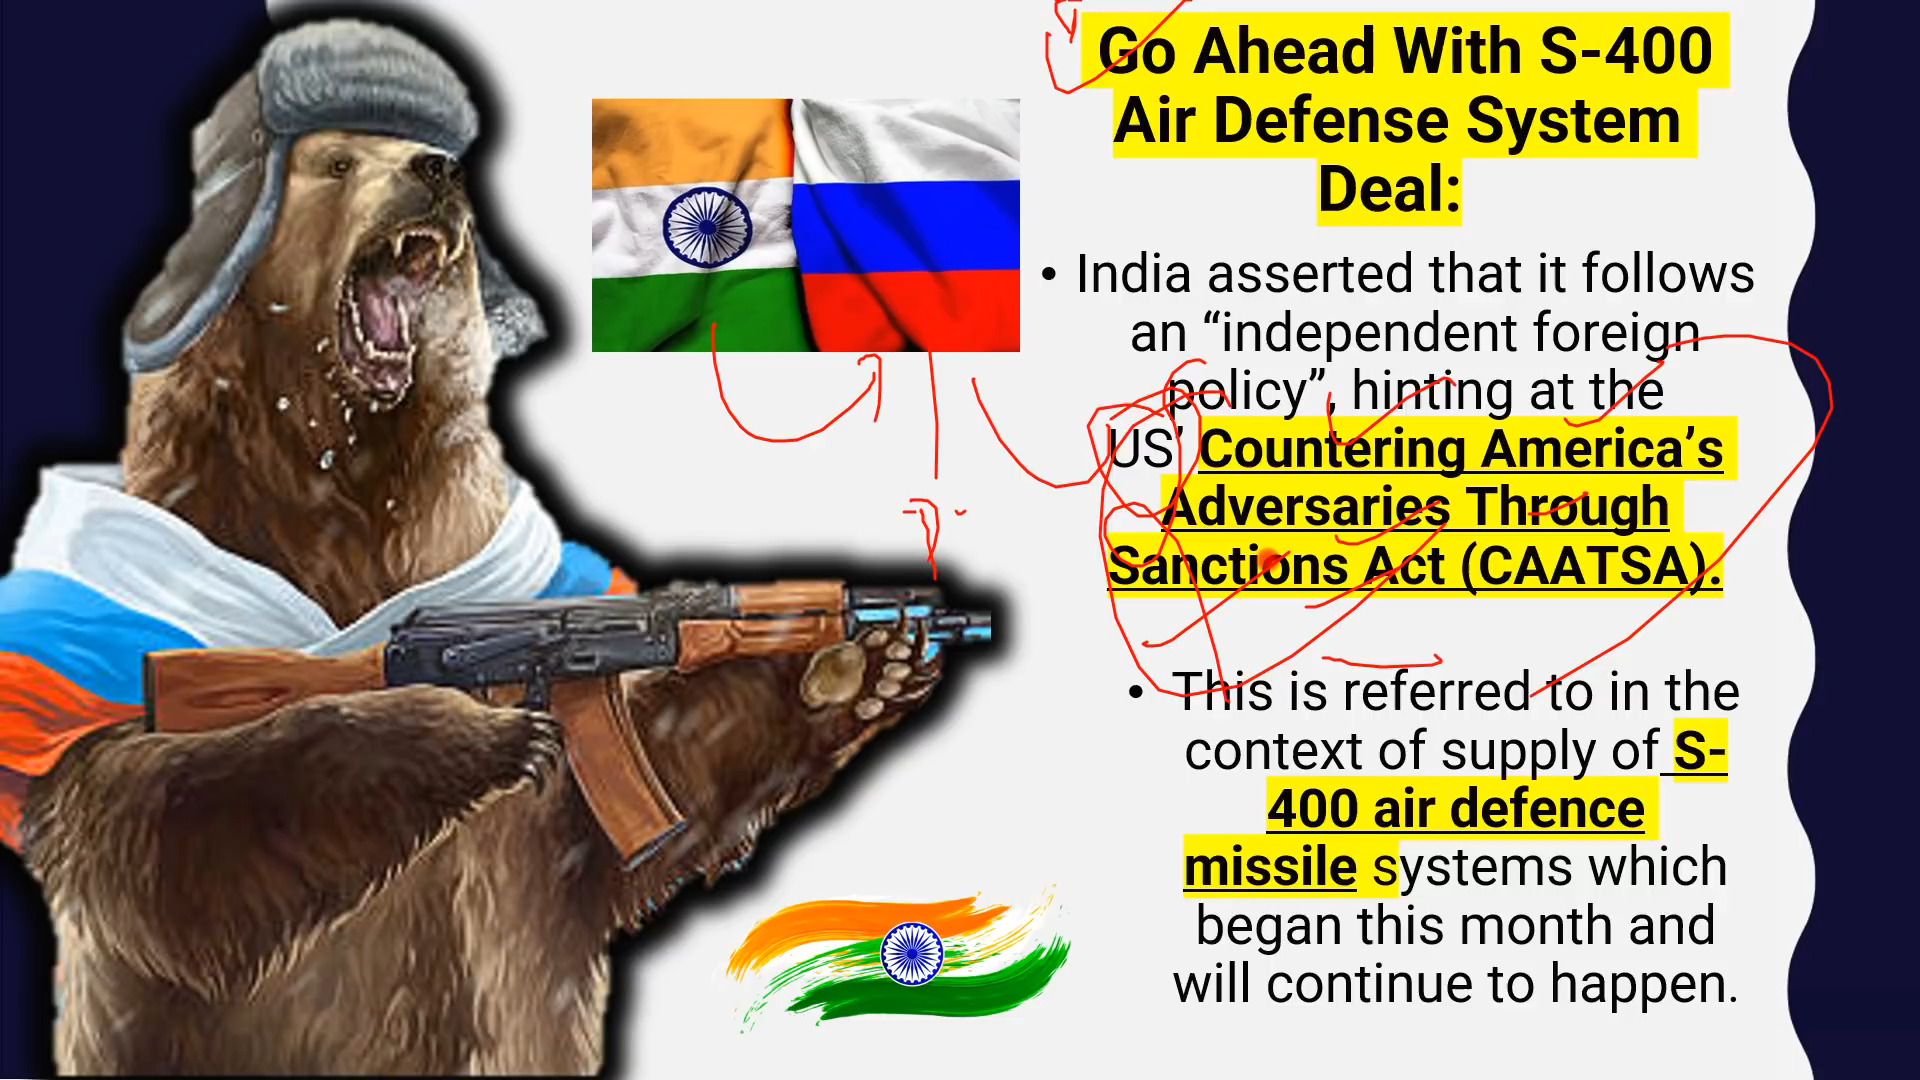 Go Ahead With S-400
Air Defense System
Deal:
• India asserted that it follows
an “independent foreign
policy”, hinting at the
US’ Countering America’s
Adversaries Through
Sanctions Act (CAATSA).
• This is referred to in the
context of supply of S-
400 air defence
missile systems which
began this month and
will continue to happen.